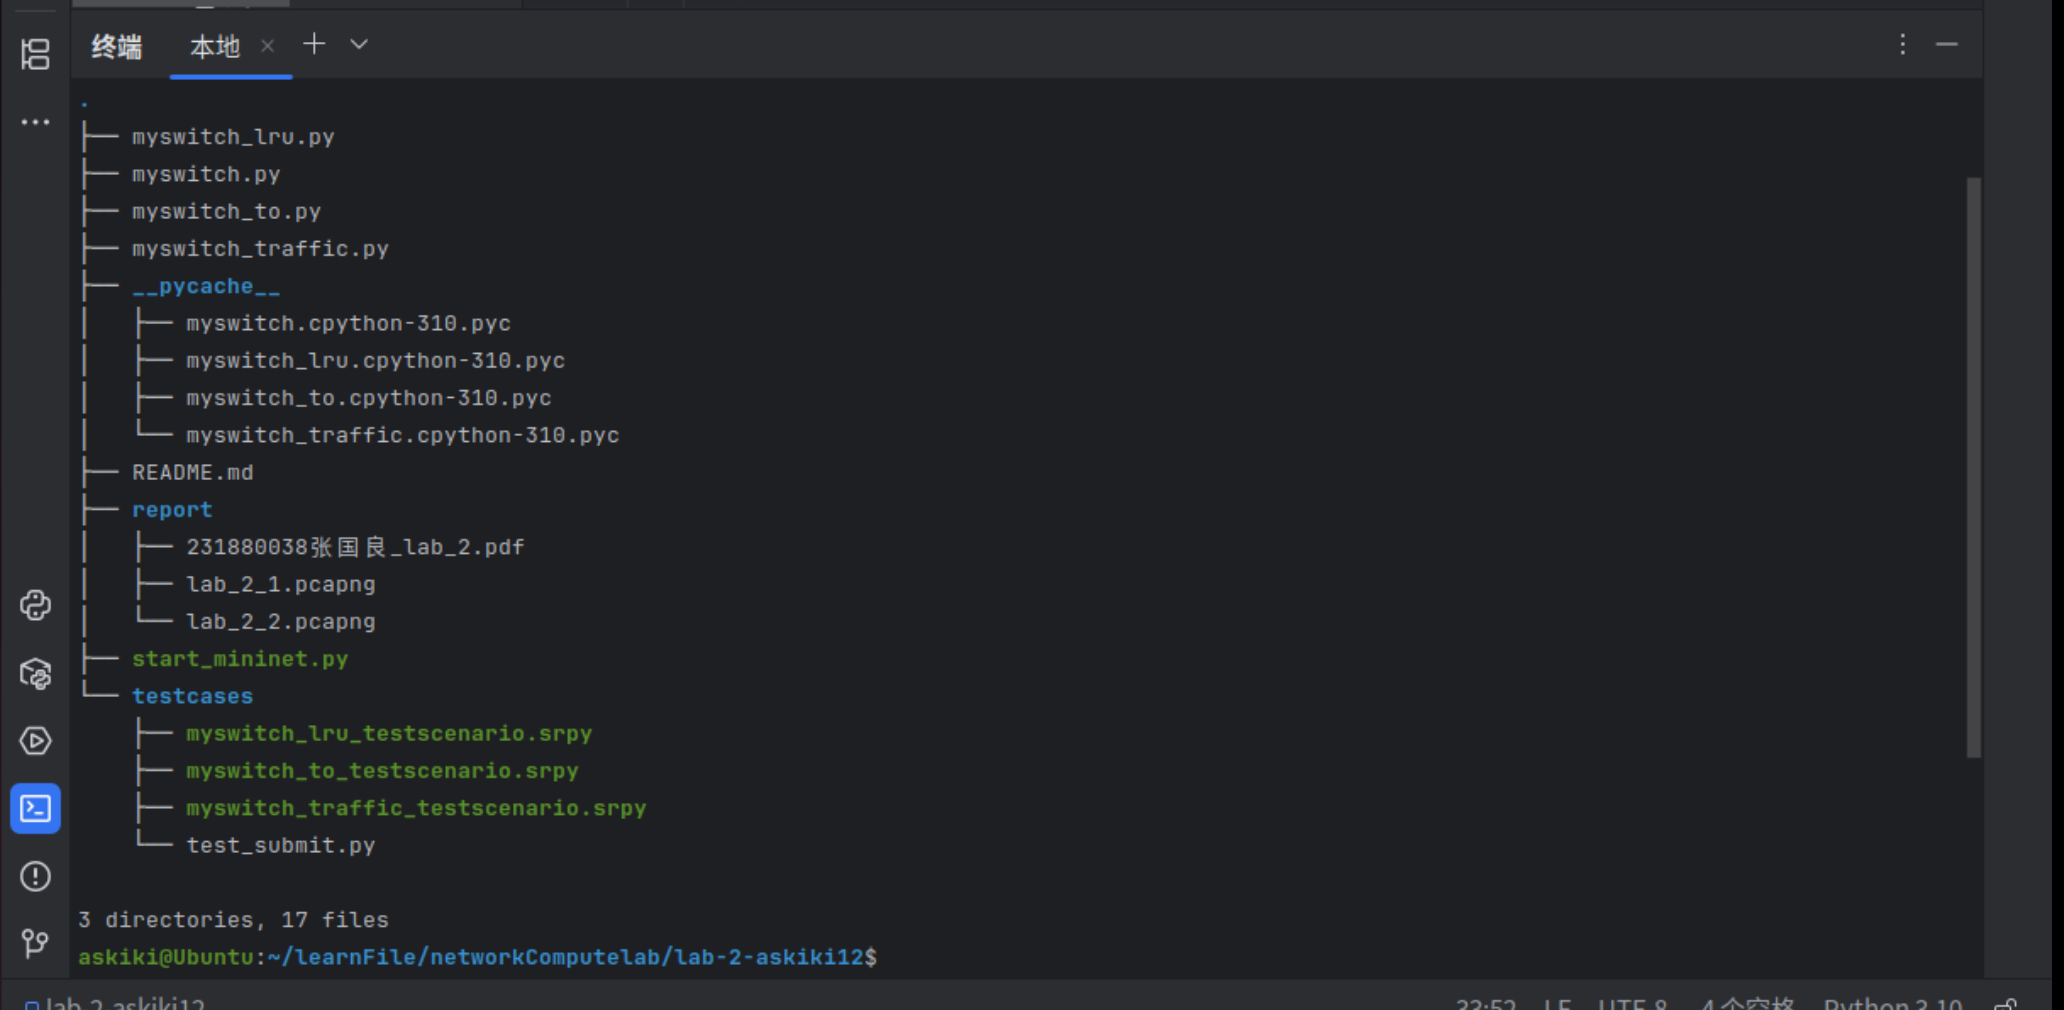 终端 本地
.
├── myswitch_lru.py
├── myswitch.py
├── myswitch_to.py
├── myswitch_traffic.py
├── __pycache__
│   ├── myswitch.cpython-310.pyc
│   ├── myswitch_lru.cpython-310.pyc
│   ├── myswitch_to.cpython-310.pyc
│   └── myswitch_traffic.cpython-310.pyc
├── README.md
├── report
│   ├── 231880038张国良_lab_2.pdf
│   ├── lab_2_1.pcapng
│   └── lab_2_2.pcapng
├── start_mininet.py
└── testcases
    ├── myswitch_lru_testscenario.srpy
    ├── myswitch_to_testscenario.srpy
    ├── myswitch_traffic_testscenario.srpy
    └── test_submit.py
3 directories, 17 files
askiki@Ubuntu:~/learnFile/networkComputelab/lab-2-askiki12$
lab-2-askiki12 33:52 LF UTF-8 4个空格 Python 3.10